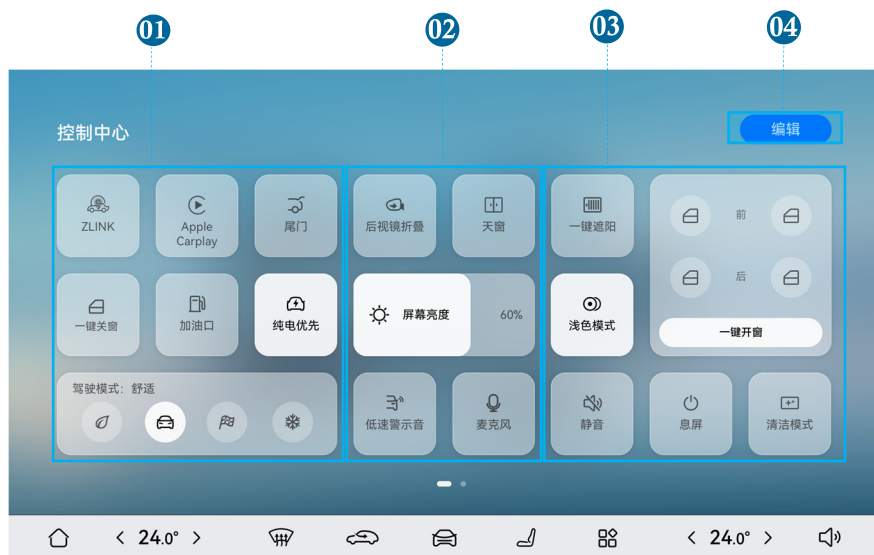 01
02
03
04
控制中心
编辑
ZLINK
Apple
Carplay
尾门
后视镜折叠
天窗
一键遮阳
前
一键关窗
加油口
纯电优先
屏幕亮度
60%
浅色模式
后
一键开窗
驾驶模式：舒适
低速警示音
麦克风
静音
息屏
清洁模式
< 24.0° >
< 24.0° >